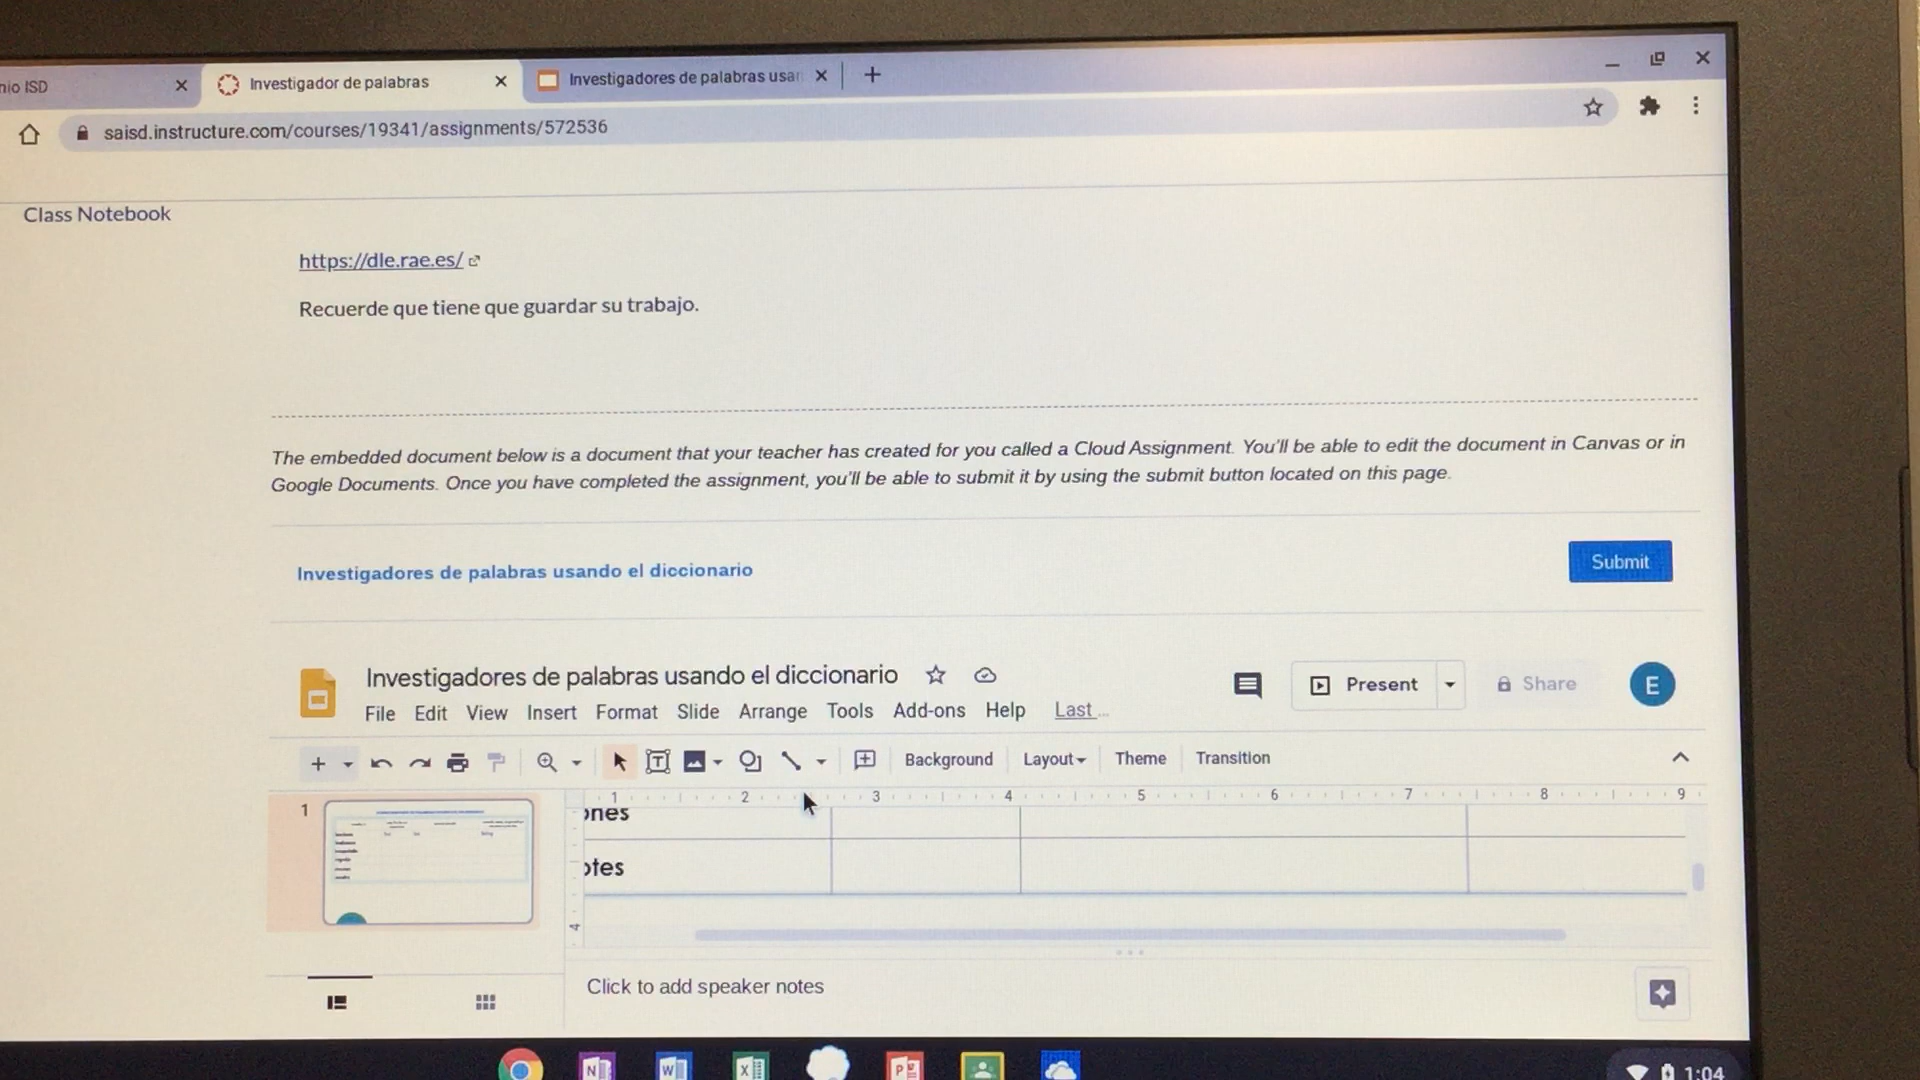 nio ISD
Investigador de palabras
Investigadores de palabras usar
saisd.instructure.com/courses/19341/assignments/572536
Class Notebook
https://dle.rae.es/
Recuerde que tiene que guardar su trabajo.
The embedded document below is a document that your teacher has created for you called a Cloud Assignment. You'll be able to edit the document in Canvas or in
Google Documents. Once you have completed the assignment, you'll be able to submit it by using the submit button located on this page.
Investigadores de palabras usando el diccionario
Submit
Investigadores de palabras usando el diccionario
Present
Share
E
File Edit View Insert Format Slide Arrange Tools Add-ons Help Last ...
Background Layout Theme Transition
1
1 2 3 4 5 6 7 8 9
ones
otes
4
Click to add speaker notes
N W X P
1:04